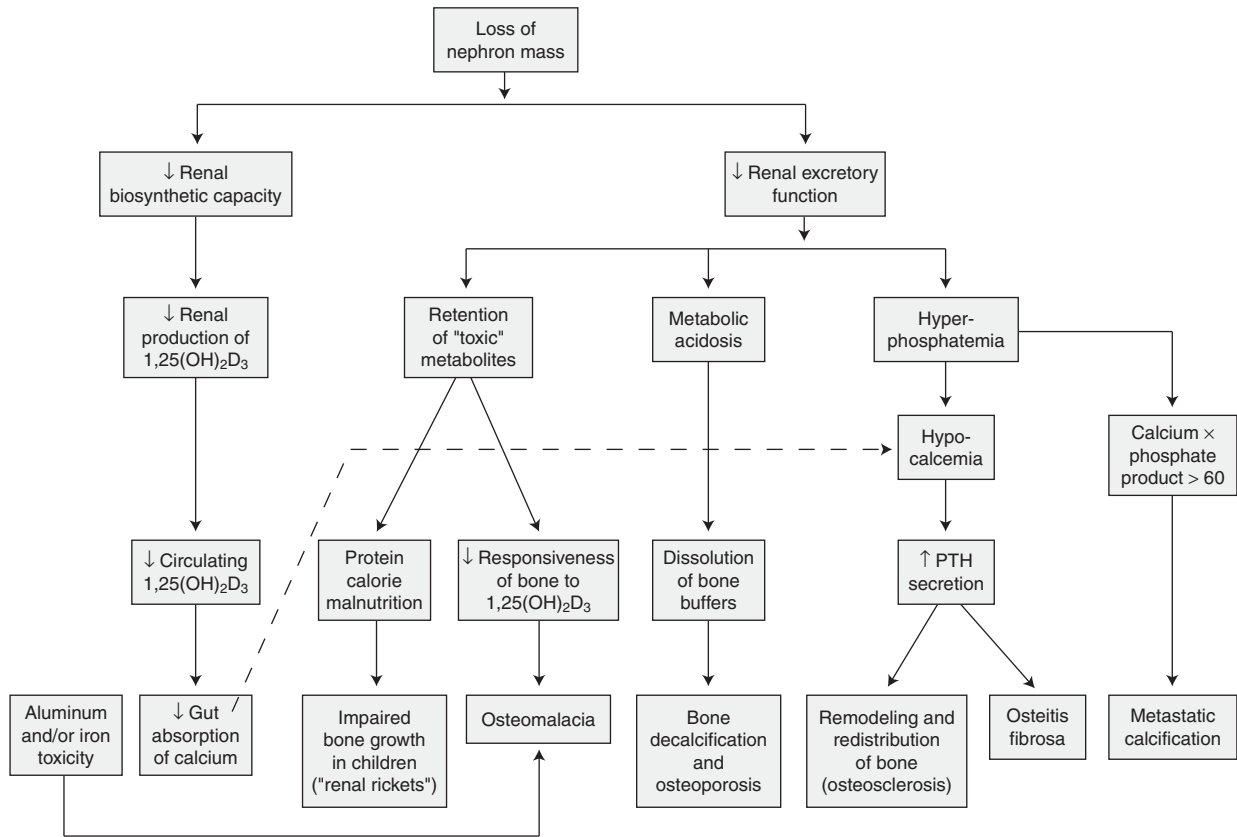 Loss of
nephron mass
↓ Renal
biosynthetic capacity
↓ Renal excretory
function
↓ Renal
production of
1,25(OH)₂D₃
Retention
of "toxic"
metabolites
Metabolic
acidosis
Hyper-
phosphatemia
Hypo-
calcemia
Calcium ×
phosphate
product > 60
↓ Circulating
1,25(OH)₂D₃
Protein
calorie
malnutrition
↓ Responsiveness
of bone to
1,25(OH)₂D₃
Dissolution
of bone
buffers
↑ PTH
secretion
Aluminum
and/or iron
toxicity
↓ Gut
absorption
of calcium
Impaired
bone growth
in children
("renal rickets")
Osteomalacia
Bone
decalcification
and
osteoporosis
Remodeling and
redistribution
of bone
(osteosclerosis)
Osteitis
fibrosa
Metastatic
calcification